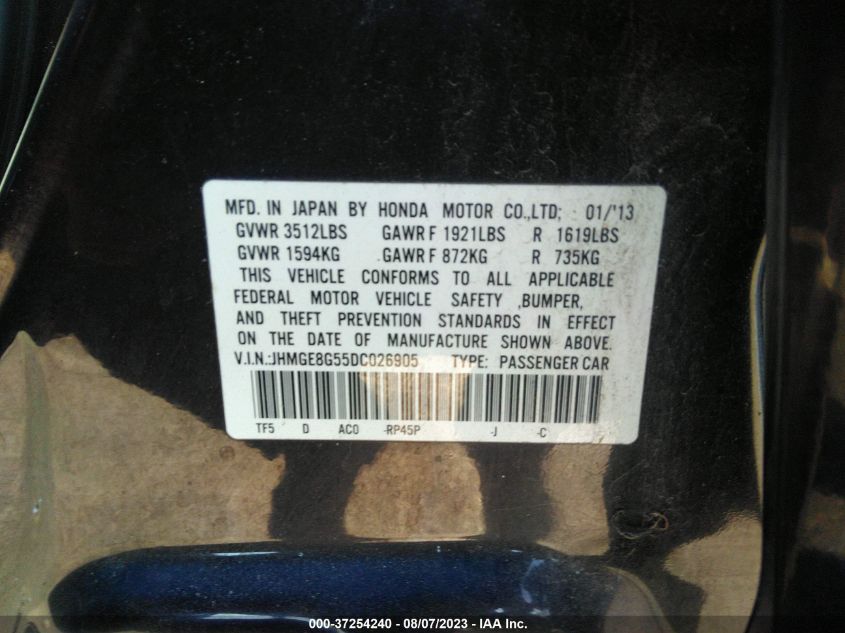 MFD. IN JAPAN BY HONDA MOTOR CO.,LTD; 01/'13
GVWR 3512LBS GAWR F 1921LBS R 1619LBS
GVWR 1594KG GAWR F 872KG R 735KG
THIS VEHICLE CONFORMS TO ALL APPLICABLE
FEDERAL MOTOR VEHICLE SAFETY ,BUMPER,
AND THEFT PREVENTION STANDARDS IN EFFECT
ON THE DATE OF MANUFACTURE SHOWN ABOVE.
V.I.N.:JHMGE8G55DC026905 TYPE: PASSENGER CAR
TF5 D AC0 -RP45P -J -C
000-37254240 - 08/07/2023 - IAA Inc.